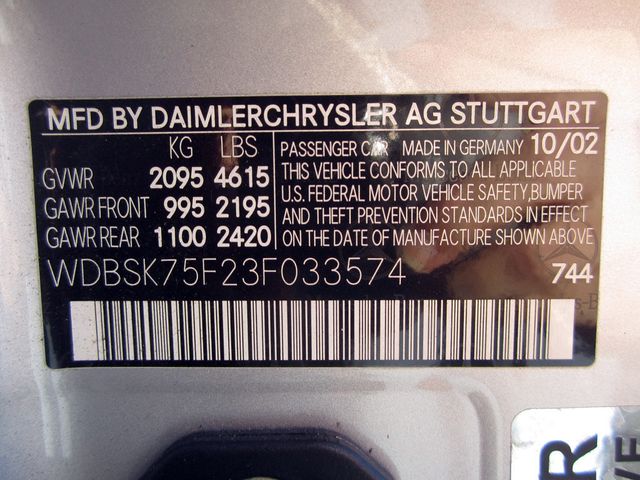 MFD BY DAIMLERCHRYSLER AG STUTTGART
KG LBS
GVWR 2095 4615
GAWR FRONT 995 2195
GAWR REAR 1100 2420
PASSENGER CAR MADE IN GERMANY 10/02
THIS VEHICLE CONFORMS TO ALL APPLICABLE
U.S. FEDERAL MOTOR VEHICLE SAFETY, BUMPER
AND THEFT PREVENTION STANDARDS IN EFFECT
ON THE DATE OF MANUFACTURE SHOWN ABOVE
WDBSK75F23F033574 744